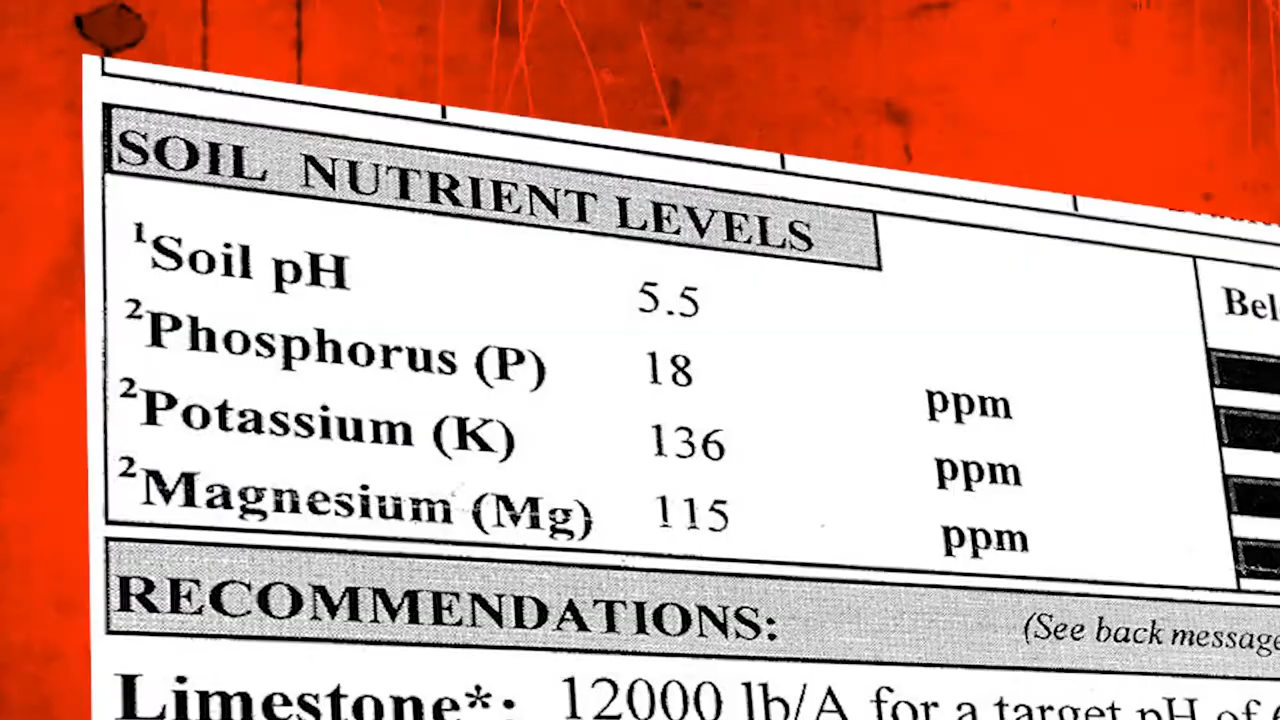 SOIL NUTRIENT LEVELS
¹Soil pH 5.5
²Phosphorus (P) 18 ppm
²Potassium (K) 136 ppm
²Magnesium (Mg) 115 ppm
RECOMMENDATIONS: (See back message
Limestone*: 12000 lb/A for a target pH of